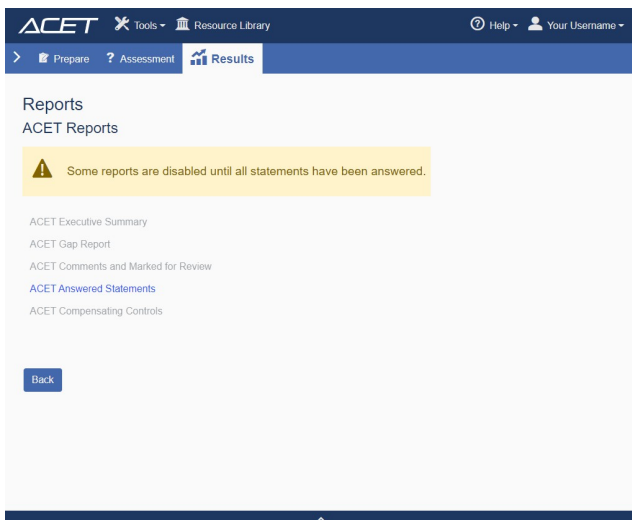 ACET Tools Resource Library Help Your Username
Prepare ? Assessment Results
Reports
ACET Reports
Some reports are disabled until all statements have been answered.
ACET Executive Summary
ACET Gap Report
ACET Comments and Marked for Review
ACET Answered Statements
ACET Compensating Controls
Back